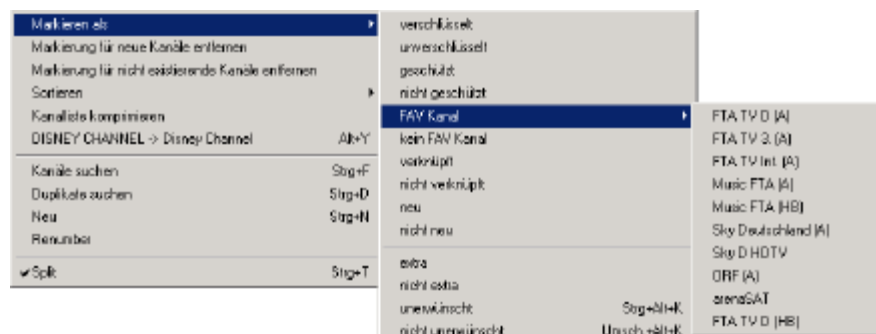 Markieren als
Markierung für neue Kanäle entfernen
Markierung für nicht existierende Kanäle entfernen
Sortieren
Kanalliste komprimieren
DISNEY CHANNEL -> Disney Channel Alt+Y
Kanäle suchen Strg+F
Duplikate suchen Strg+D
Neu Strg+N
Renumber
Split Strg+T
verschlüsselt
unverschlüsselt
geschützt
nicht geschützt
FAV Kanal
kein FAV Kanal
verknüpft
nicht verknüpft
neu
nicht neu
extra
nicht extra
unerwünscht Strg+Alt+K
nicht unerwünscht Umsch.+Alt+K
FTA TV D (A)
FTA TV 3. (A)
FTA TV Int. (A)
Music FTA (A)
Music FTA (HB)
Sky Deutschland (A)
Sky D HDTV
ORF (A)
arenaSAT
FTA TV D (HB)